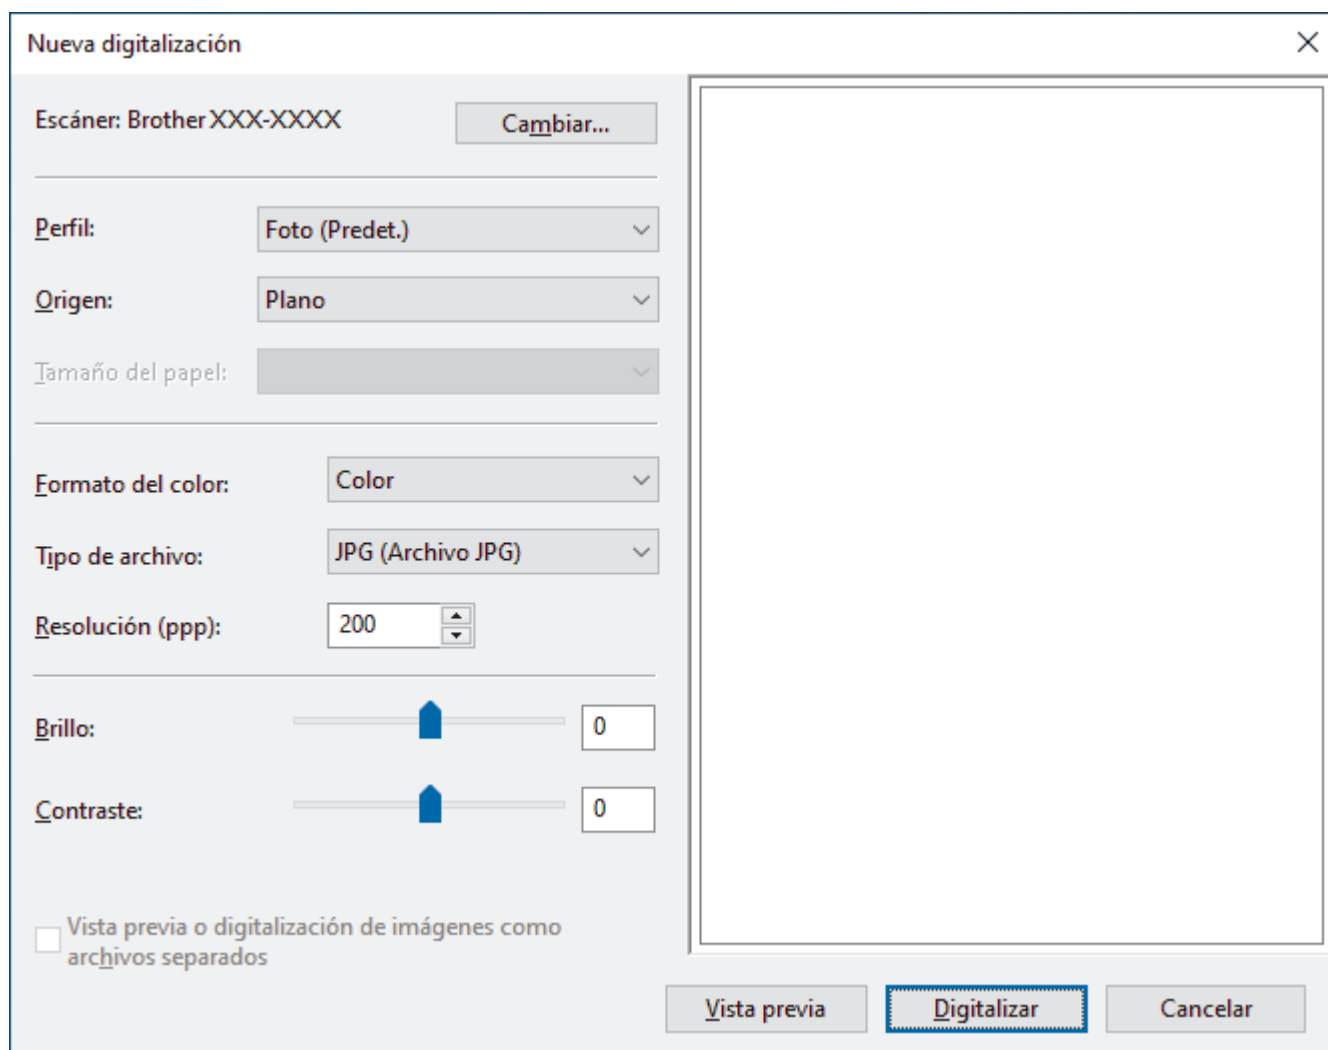 Nueva digitalización
Escáner: Brother XXX-XXXX
Cambiar...
Perfil:
Foto (Predet.)
Origen:
Plano
Tamaño del papel:
Formato del color:
Color
Tipo de archivo:
JPG (Archivo JPG)
Resolución (ppp):
200
Brillo:
0
Contraste:
0
Vista previa o digitalización de imágenes como
archivos separados
Vista previa
Digitalizar
Cancelar